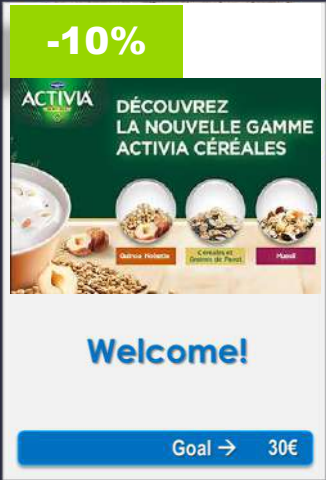 -10%
ACTIVIA
DÉCOUVREZ
LA NOUVELLE GAMME
ACTIVIA CÉRÉALES
Quinoa Noisette
Céréales et
Graines de Pavot
Muesli
Welcome!
Goal → 30€